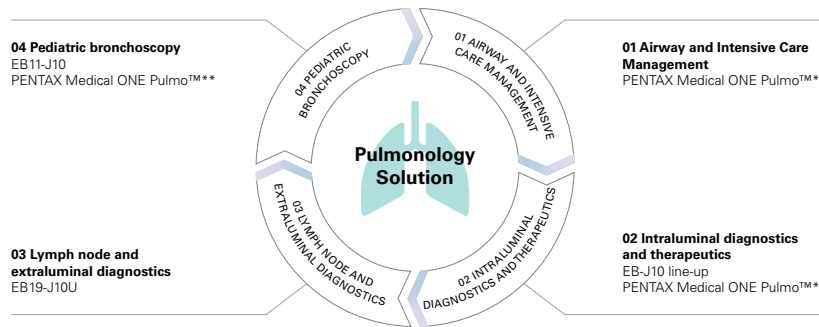 04 Pediatric bronchoscopy
EB11-J10
PENTAX Medical ONE Pulmo™**
01 Airway and Intensive Care
Management
PENTAX Medical ONE Pulmo™*
04 PEDIATRIC
BRONCHOSCOPY
01 AIRWAY AND INTENSIVE
CARE MANAGEMENT
Pulmonology
Solution
03 LYMPH NODE AND
EXTRALUMINAL DIAGNOSTICS
02 INTRALUMINAL
DIAGNOSTICS AND THERAPEUTICS
03 Lymph node and
extraluminal diagnostics
EB19-J10U
02 Intraluminal diagnostics
and therapeutics
EB-J10 line-up
PENTAX Medical ONE Pulmo™*